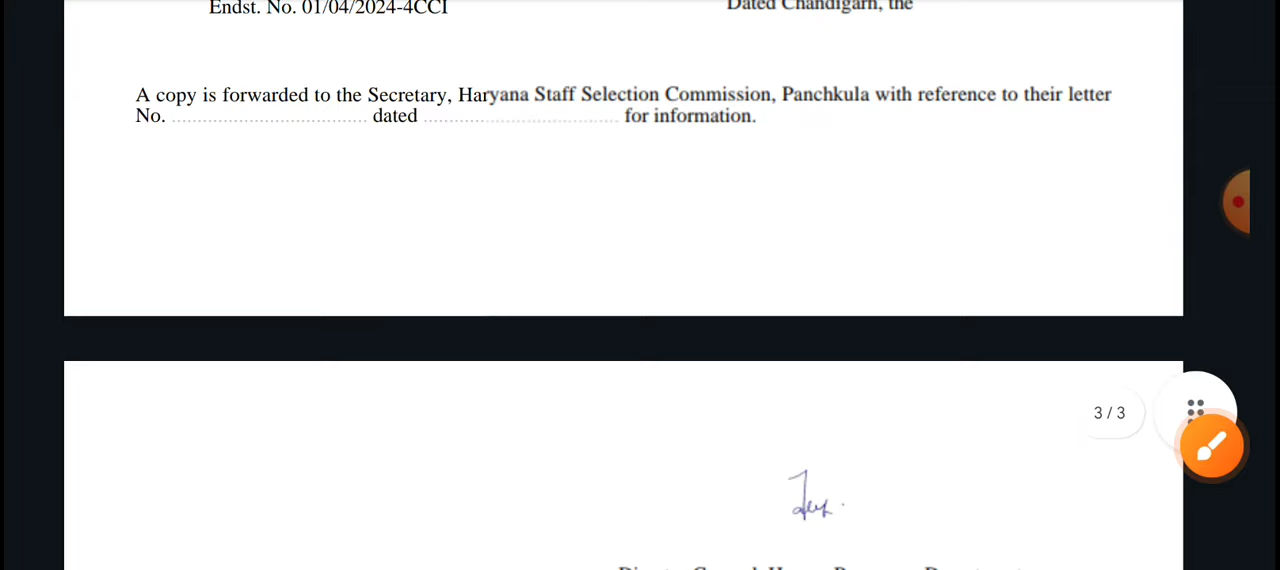 Endst. No. 01/04/2024-4CCI Dated Chandigarh, the
A copy is forwarded to the Secretary, Haryana Staff Selection Commission, Panchkula with reference to their letter
No. .................................. dated .................................. for information.
3 / 3